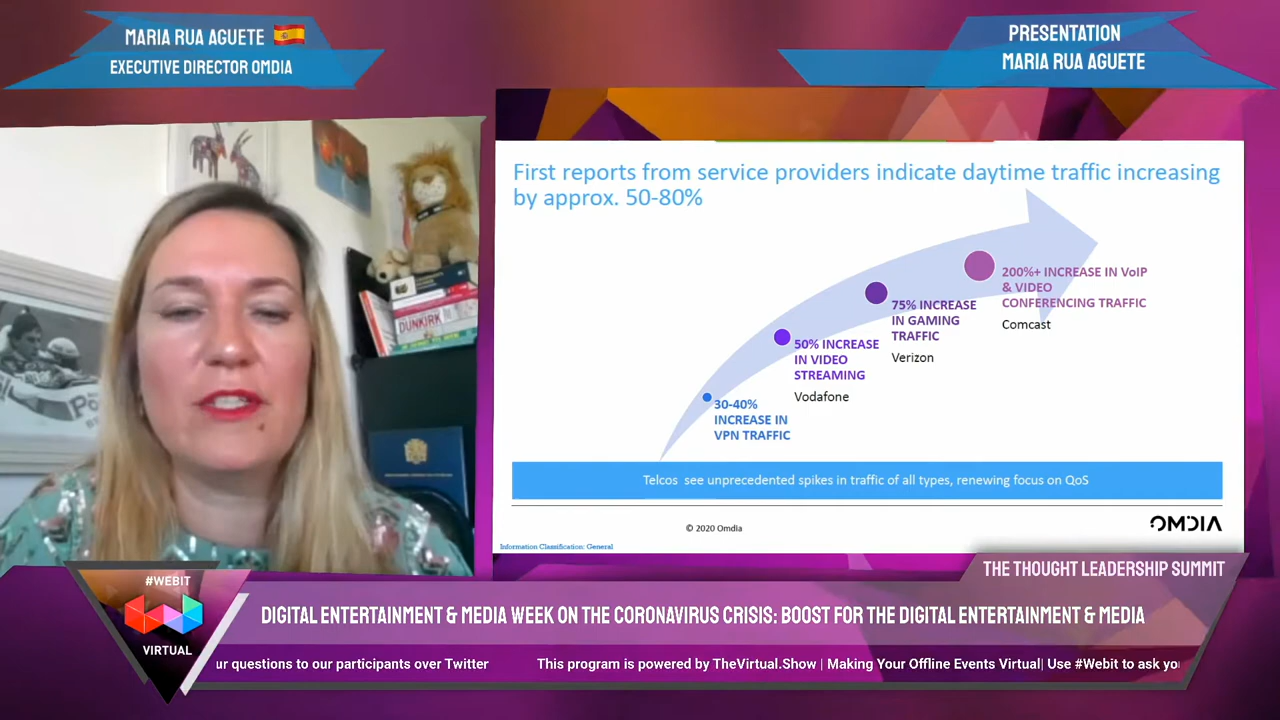 MARIA RUA AGUETE
EXECUTIVE DIRECTOR OMDIA
PRESENTATION
MARIA RUA AGUETE
First reports from service providers indicate daytime traffic increasing
by approx. 50-80%
200%+ INCREASE IN VoIP
& VIDEO
CONFERENCING TRAFFIC
Comcast
75% INCREASE
IN GAMING
TRAFFIC
Verizon
50% INCREASE
IN VIDEO
STREAMING
Vodafone
30-40%
INCREASE IN
VPN TRAFFIC
Telcos see unprecedented spikes in traffic of all types, renewing focus on QoS
© 2020 Omdia
OMDIA
Information Classification: General
DUNKIRK
THE THOUGHT LEADERSHIP SUMMIT
#WEBIT
VIRTUAL
DIGITAL ENTERTAINMENT & MEDIA WEEK ON THE CORONAVIRUS CRISIS: BOOST FOR THE DIGITAL ENTERTAINMENT & MEDIA
ur questions to our participants over Twitter
This program is powered by TheVirtual.Show | Making Your Offline Events Virtual| Use #Webit to ask yo